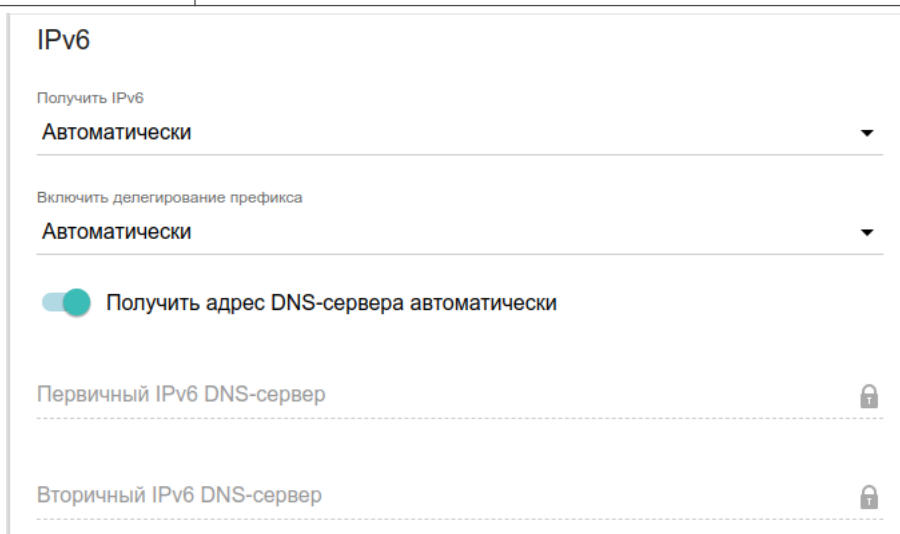 IPv6
Получить IPv6
Автоматически
Включить делегирование префикса
Автоматически
Получить адрес DNS-сервера автоматически
Первичный IPv6 DNS-сервер
Вторичный IPv6 DNS-сервер